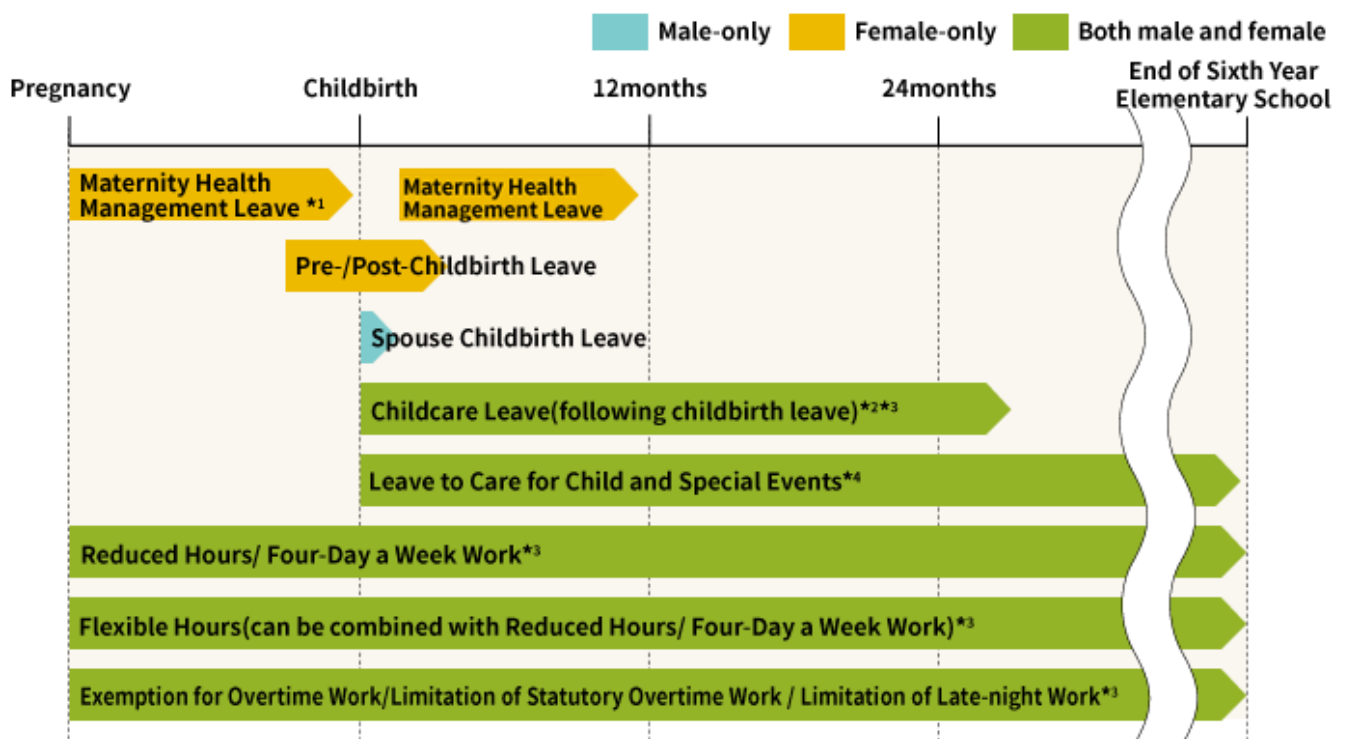 Male-only
Female-only
Both male and female
Pregnancy
Childbirth
12months
24months
End of Sixth Year
Elementary School
Maternity Health
Management Leave *1
Maternity Health
Management Leave
Pre-/Post-Childbirth Leave
Spouse Childbirth Leave
Childcare Leave(following childbirth leave)*2*3
Leave to Care for Child and Special Events*4
Reduced Hours/ Four-Day a Week Work*3
Flexible Hours(can be combined with Reduced Hours/ Four-Day a Week Work)*3
Exemption for Overtime Work/Limitation of Statutory Overtime Work / Limitation of Late-night Work*3